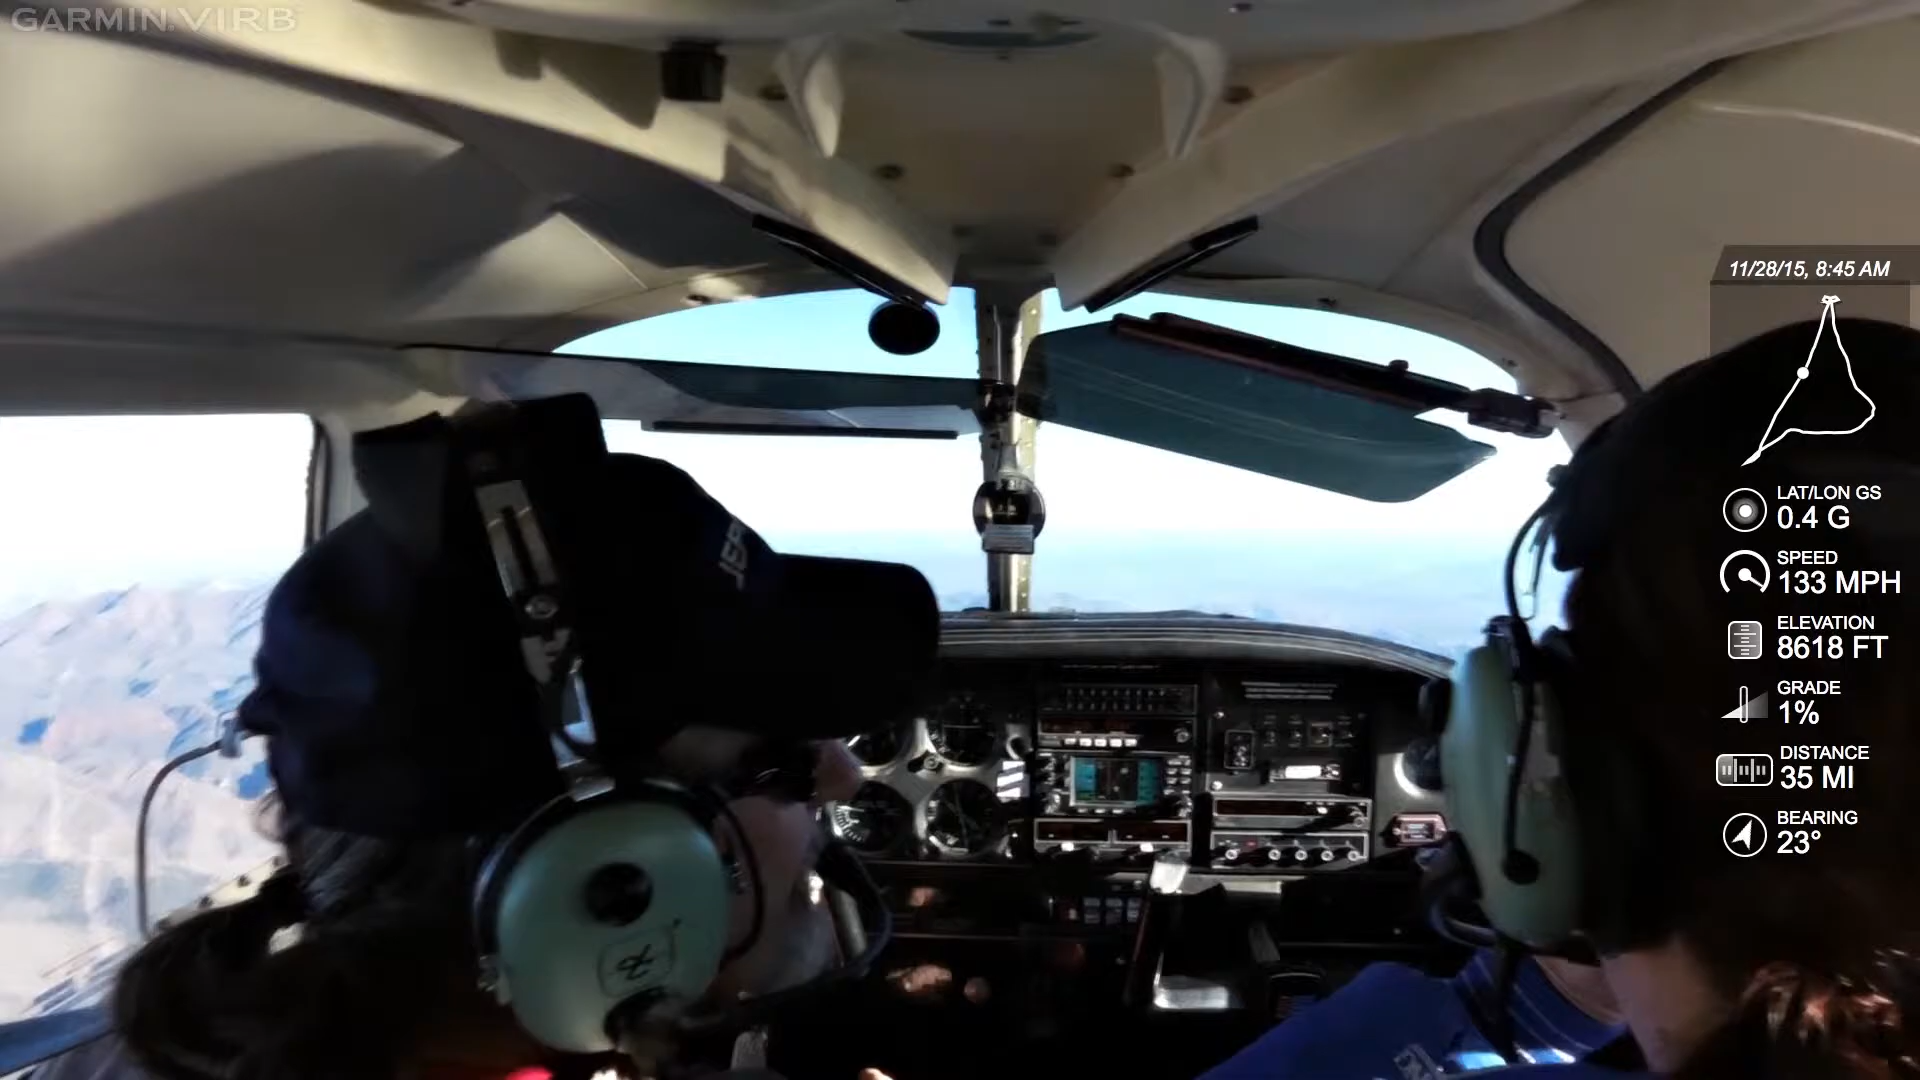 GARMIN.VIRB
11/28/15, 8:45 AM
LAT/LON GS
0.4 G
SPEED
133 MPH
ELEVATION
8618 FT
GRADE
1%
DISTANCE
35 MI
BEARING
23°